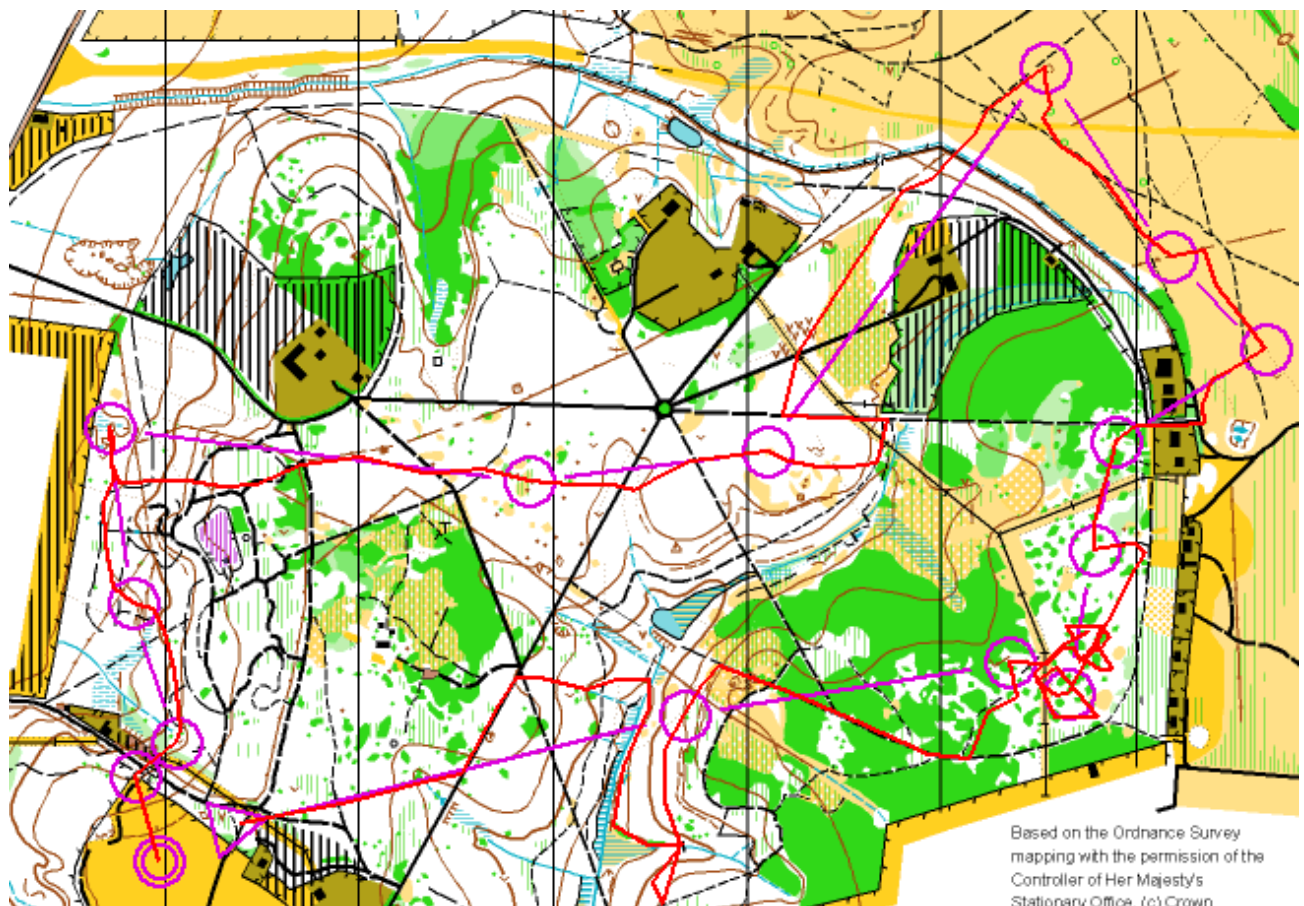 Based on the Ordnance Survey
mapping with the permission of the
Controller of Her Majesty's
Stationary Office. (c) Crown